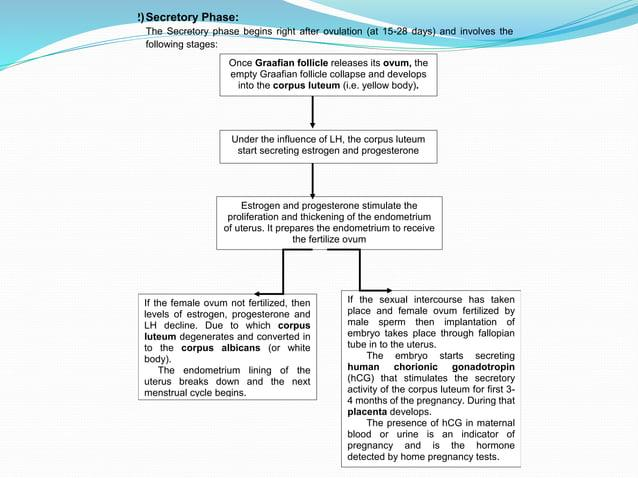 !) Secretory Phase:
The Secretory phase begins right after ovulation (at 15-28 days) and involves the
following stages:
Once Graafian follicle releases its ovum, the
empty Graafian follicle collapse and develops
into the corpus luteum (i.e. yellow body).
Under the influence of LH, the corpus luteum
start secreting estrogen and progesterone
Estrogen and progesterone stimulate the
proliferation and thickening of the endometrium
of uterus. It prepares the endometrium to receive
the fertilize ovum
If the female ovum not fertilized, then
levels of estrogen, progesterone and
LH decline. Due to which corpus
luteum degenerates and converted in
to the corpus albicans (or white
body).
The endometrium lining of the
uterus breaks down and the next
menstrual cycle begins.
If the sexual intercourse has taken
place and female ovum fertilized by
male sperm then implantation of
embryo takes place through fallopian
tube in to the uterus.
The embryo starts secreting
human chorionic gonadotropin
(hCG) that stimulates the secretory
activity of the corpus luteum for first 3-
4 months of the pregnancy. During that
placenta develops.
The presence of hCG in maternal
blood or urine is an indicator of
pregnancy and is the hormone
detected by home pregnancy tests.